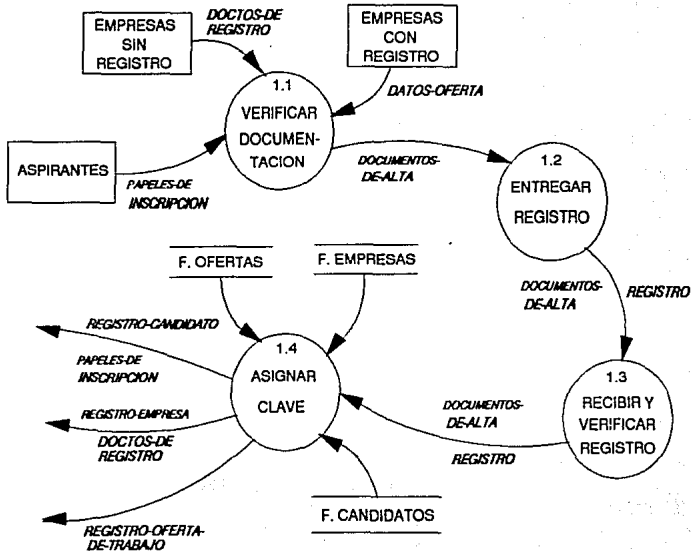 EMPRESAS
SIN
REGISTRO
DOCTOS-DE
REGISTRO
EMPRESAS
CON
REGISTRO
DATOS-OFERTA
1.1
VERIFICAR
DOCUMEN-
TACION
ASPIRANTES
PAPELES-DE
INSCRIPCION
DOCUMENTOS-
DE-ALTA
1.2
ENTREGAR
REGISTRO
DOCUMENTOS-
DE-ALTA
REGISTRO
1.3
RECIBIR Y
VERIFICAR
REGISTRO
DOCUMENTOS-
DE-ALTA
REGISTRO
F. OFERTAS
F. EMPRESAS
1.4
ASIGNAR
CLAVE
F. CANDIDATOS
REGISTRO-CANDIDATO
PAPELES-DE
INSCRIPCION
REGISTRO-EMPRESA
DOCTOS-DE
REGISTRO
REGISTRO-OFERTA-
DE-TRABAJO